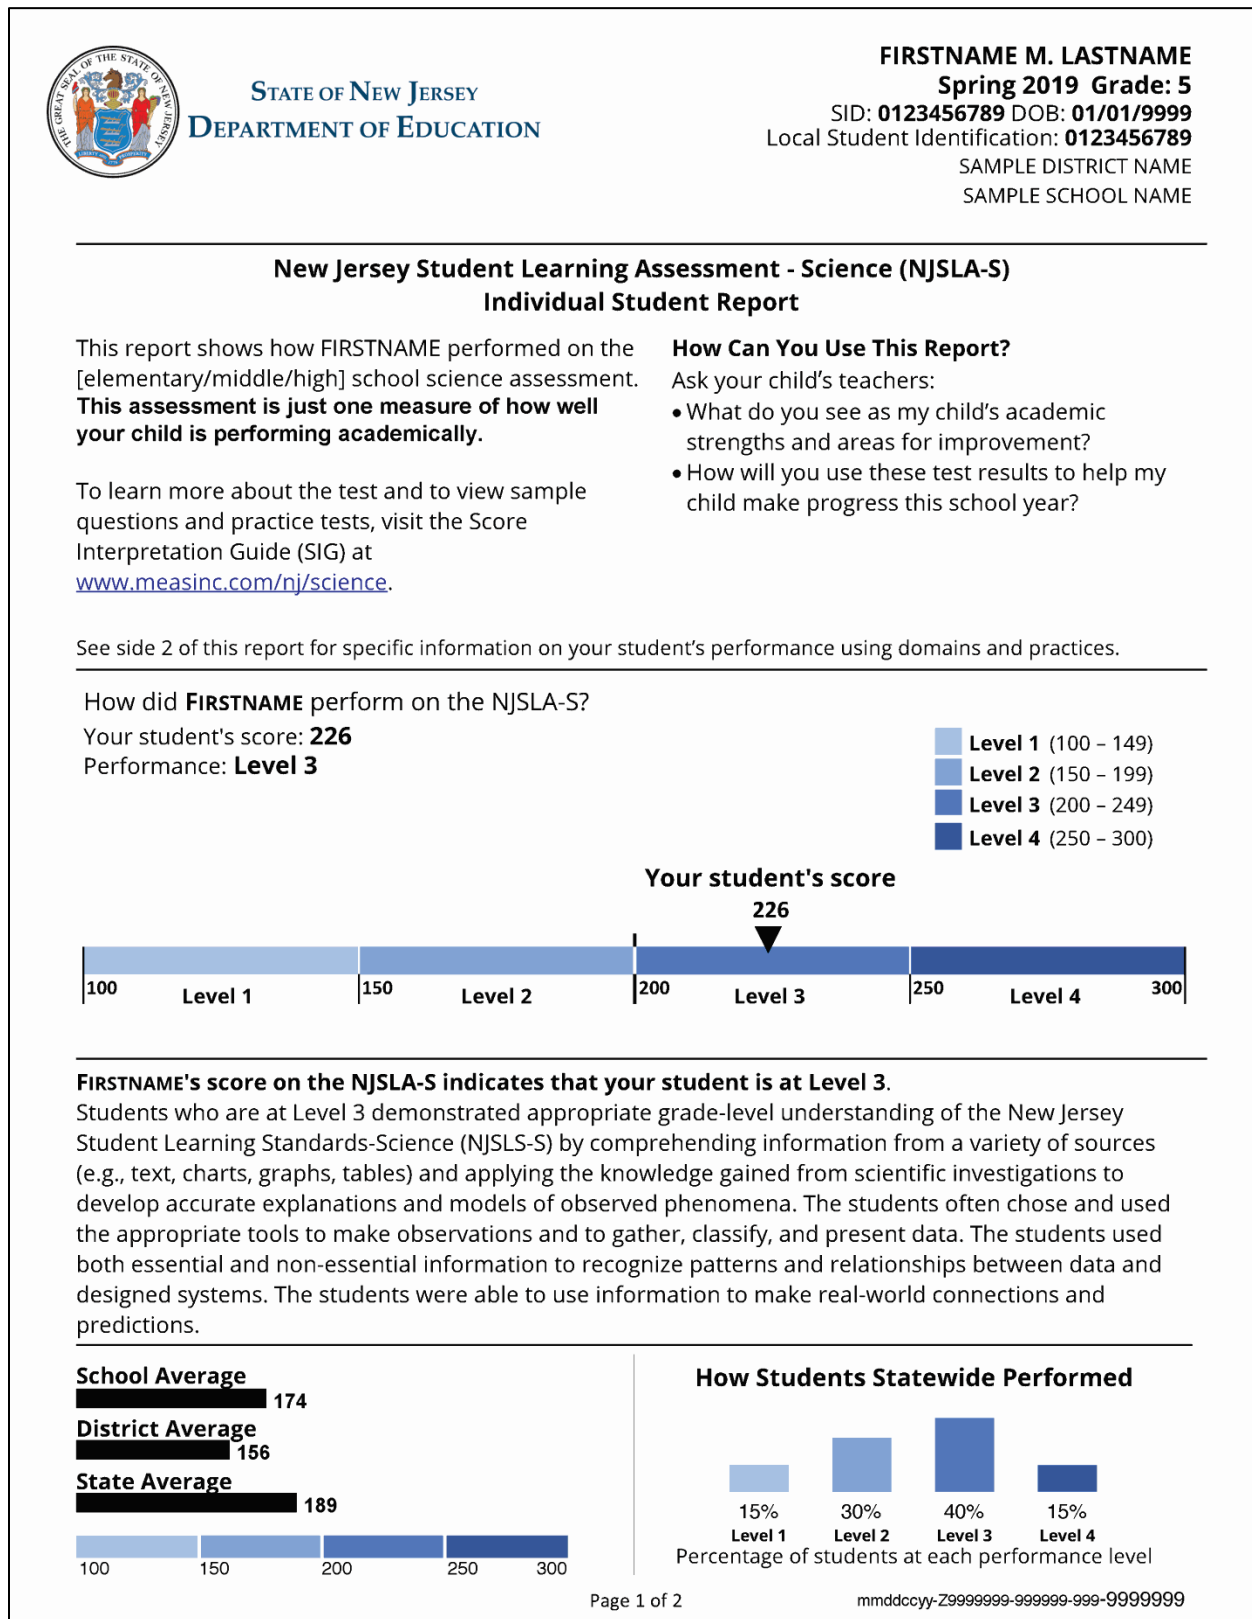 THE GREAT SEAL OF THE STATE OF NEW JERSEY
LIBERTY AND PROSPERITY
STATE OF NEW JERSEY
DEPARTMENT OF EDUCATION
FIRSTNAME M. LASTNAME
Spring 2019 Grade: 5
SID: 0123456789 DOB: 01/01/9999
Local Student Identification: 0123456789
SAMPLE DISTRICT NAME
SAMPLE SCHOOL NAME
New Jersey Student Learning Assessment - Science (NJSLA-S)
Individual Student Report
This report shows how FIRSTNAME performed on the
[elementary/middle/high] school science assessment.
This assessment is just one measure of how well
your child is performing academically.
To learn more about the test and to view sample
questions and practice tests, visit the Score
Interpretation Guide (SIG) at
www.measinc.com/nj/science.
How Can You Use This Report?
Ask your child's teachers:
• What do you see as my child's academic
strengths and areas for improvement?
• How will you use these test results to help my
child make progress this school year?
See side 2 of this report for specific information on your student's performance using domains and practices.
How did FIRSTNAME perform on the NJSLA-S?
Your student's score: 226
Performance: Level 3
Level 1 (100 – 149)
Level 2 (150 – 199)
Level 3 (200 – 249)
Level 4 (250 – 300)
Your student's score
226
100 Level 1 150 Level 2 200 Level 3 250 Level 4 300
FIRSTNAME's score on the NJSLA-S indicates that your student is at Level 3.
Students who are at Level 3 demonstrated appropriate grade-level understanding of the New Jersey
Student Learning Standards-Science (NJSLS-S) by comprehending information from a variety of sources
(e.g., text, charts, graphs, tables) and applying the knowledge gained from scientific investigations to
develop accurate explanations and models of observed phenomena. The students often chose and used
the appropriate tools to make observations and to gather, classify, and present data. The students used
both essential and non-essential information to recognize patterns and relationships between data and
designed systems. The students were able to use information to make real-world connections and
predictions.
School Average
174
District Average
156
State Average
189
100 150 200 250 300
How Students Statewide Performed
15% 30% 40% 15%
Level 1 Level 2 Level 3 Level 4
Percentage of students at each performance level
Page 1 of 2
mmddccyy-Z9999999-999999-999-9999999